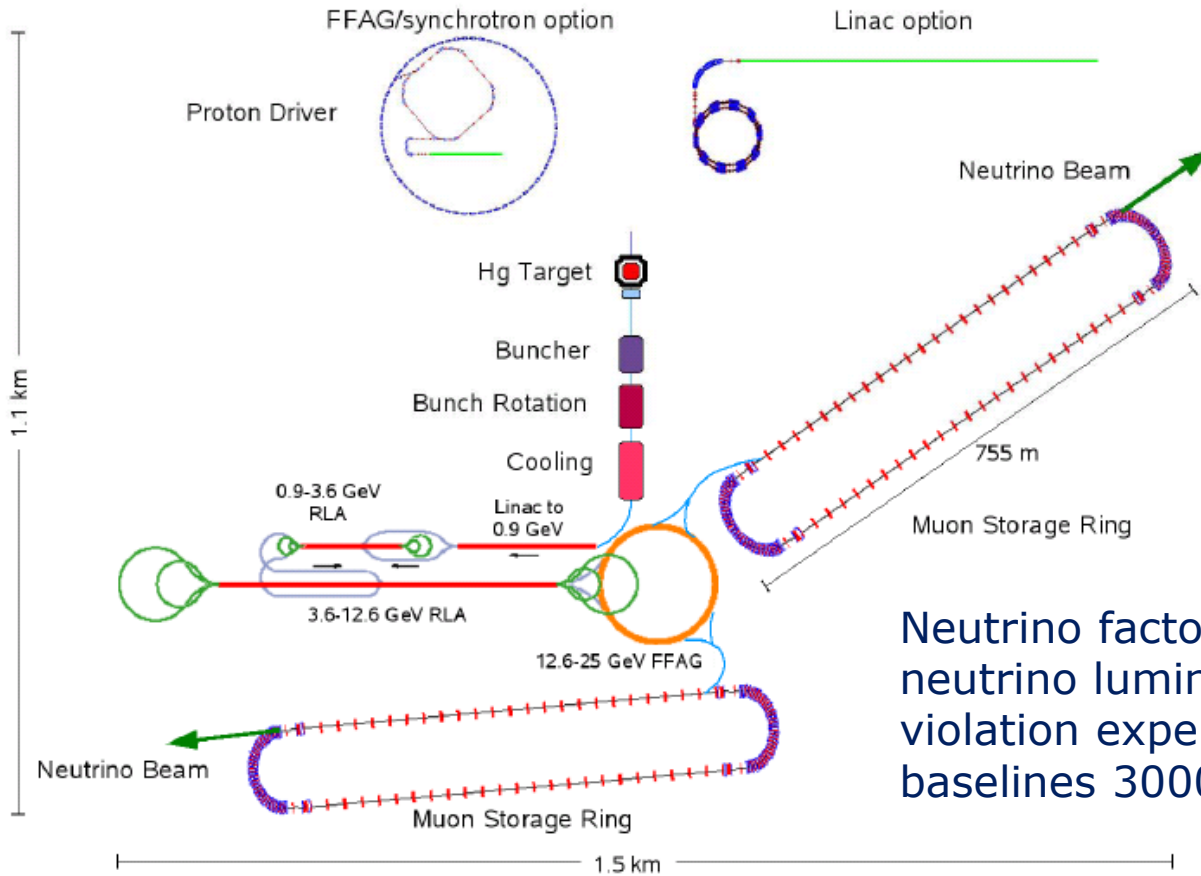 FFAG/synchrotron option
Linac option
Proton Driver
Neutrino Beam
Hg Target
Buncher
Bunch Rotation
Cooling
1.1 km
755 m
0.9-3.6 GeV
RLA
Linac to
0.9 GeV
Muon Storage Ring
3.6-12.6 GeV RLA
12.6-25 GeV FFAG
Neutrino facto
neutrino lumin
violation expe
baselines 3000
Neutrino Beam
Muon Storage Ring
1.5 km